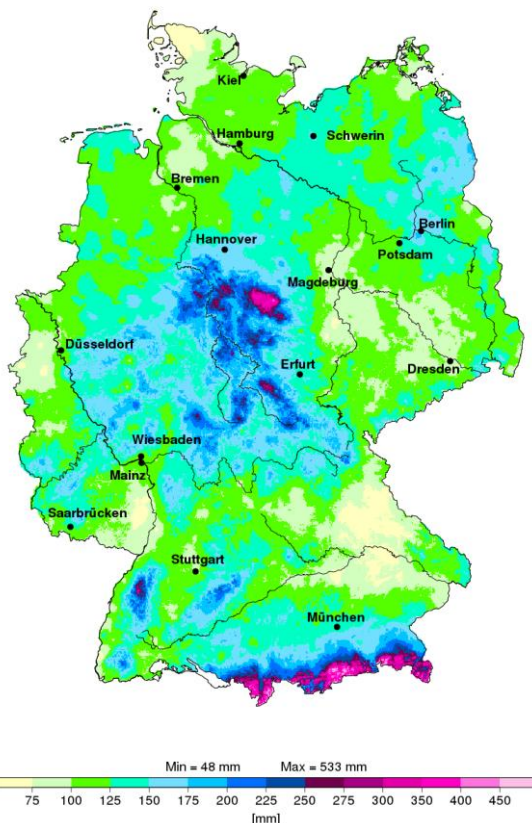 Kiel
Hamburg
Schwerin
Bremen
Berlin
Hannover
Potsdam
Magdeburg
Düsseldorf
Erfurt
Dresden
Wiesbaden
Mainz
Saarbrücken
Stuttgart
München
Min = 48 mm Max = 533 mm
75 100 125 150 175 200 225 250 275 300 350 400 450
[mm]